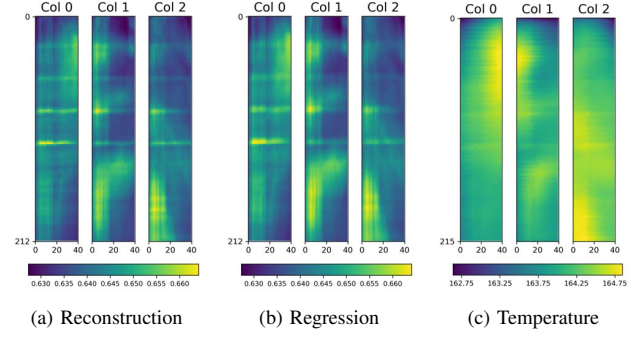 Col 0 Col 1 Col 2 Col 0 Col 1 Col 2 Col 0 Col 1 Col 2
0 0 0
212 212 215
0 20 40 0 20 40 0 20 40 0 20 40 0 20 40 0 20 40 0 20 40 0 20 40 0 20 40
0.630 0.635 0.640 0.645 0.650 0.655 0.660 0.630 0.635 0.640 0.645 0.650 0.655 0.660 162.75 163.25 163.75 164.25 164.75
(a) Reconstruction (b) Regression (c) Temperature